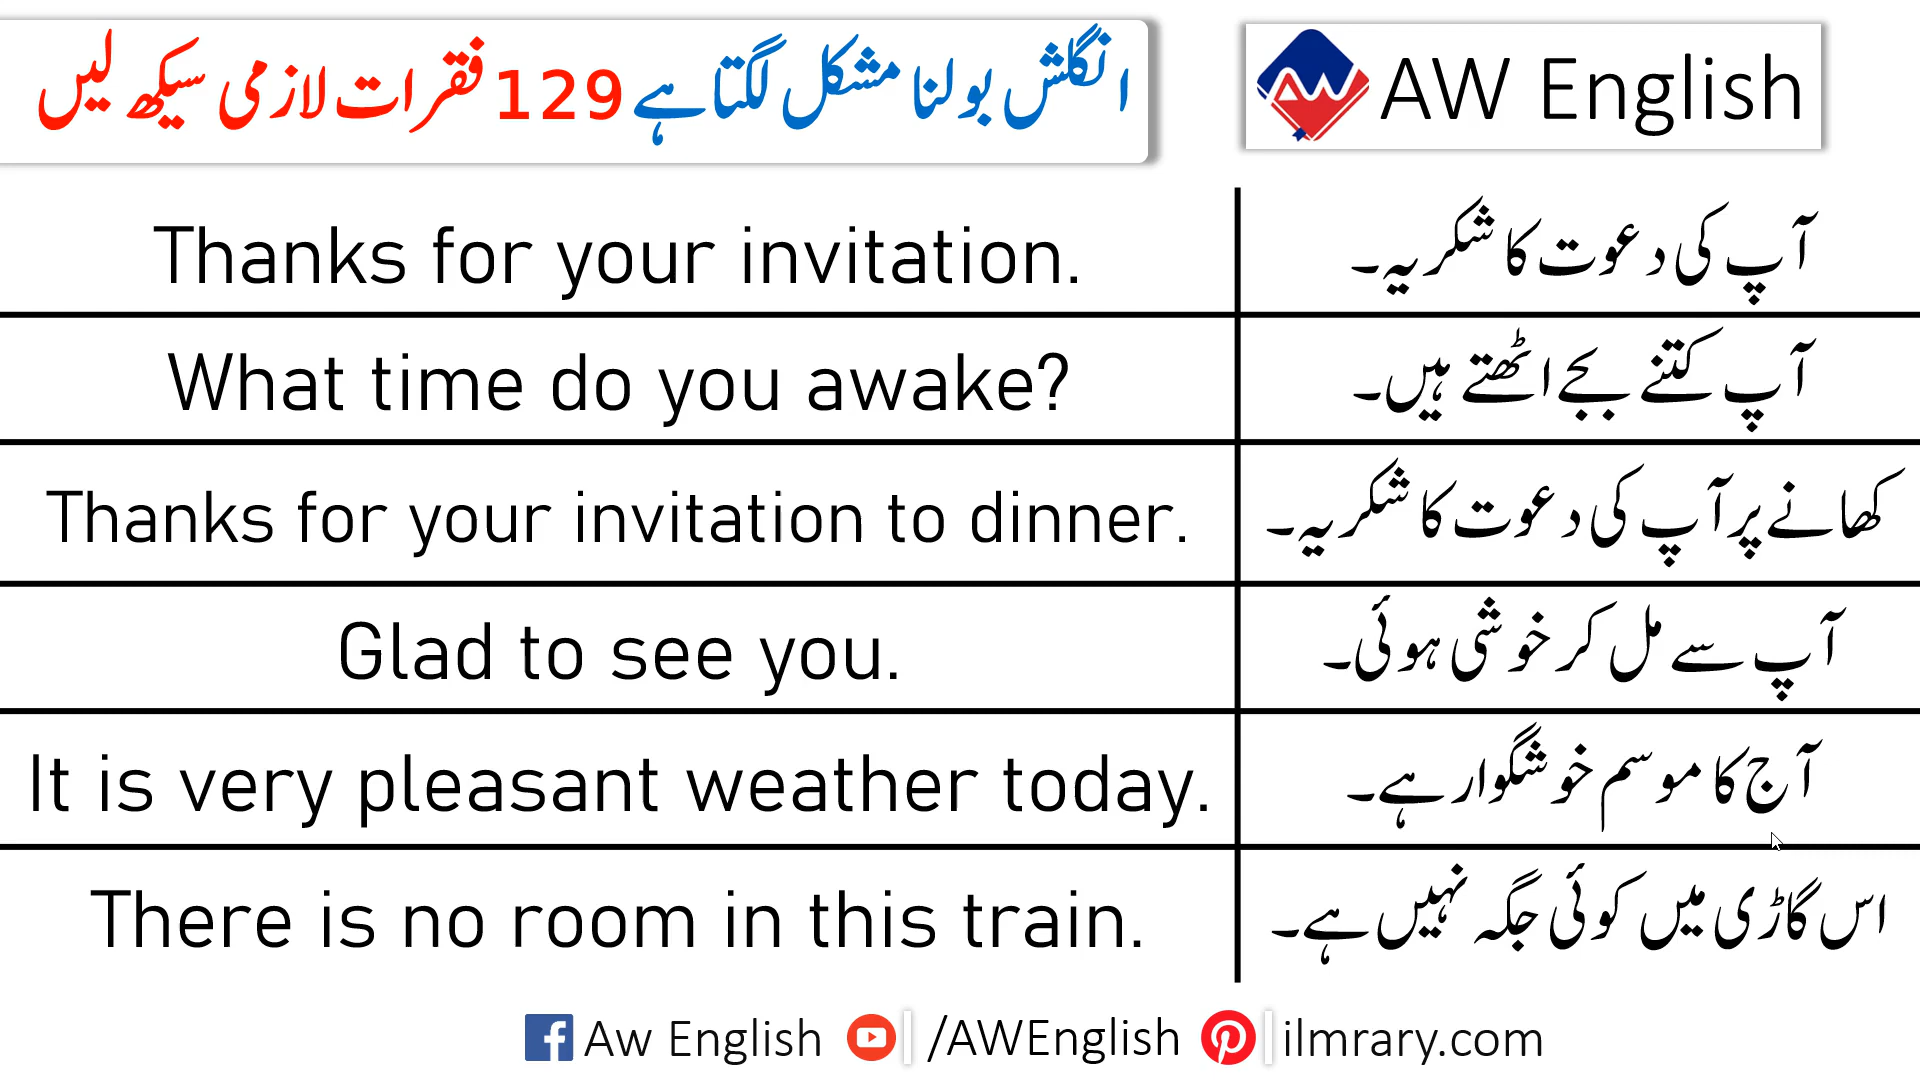 انگلش بولنا مشکل لگتا ہے 129 فقرات لازمی سیکھ لیں
AW English
Thanks for your invitation.
آپ کی دعوت کا شکریہ۔
What time do you awake?
آپ کتنے بجے اٹھتے ہیں۔
Thanks for your invitation to dinner.
کھانے پر آپ کی دعوت کا شکریہ۔
Glad to see you.
آپ سے مل کر خوشی ہوئی۔
It is very pleasant weather today.
آج کا موسم خوشگوار ہے۔
There is no room in this train.
اس گاڑی میں کوئی جگہ نہیں ہے۔
Aw English /AWEnglish ilmrary.com